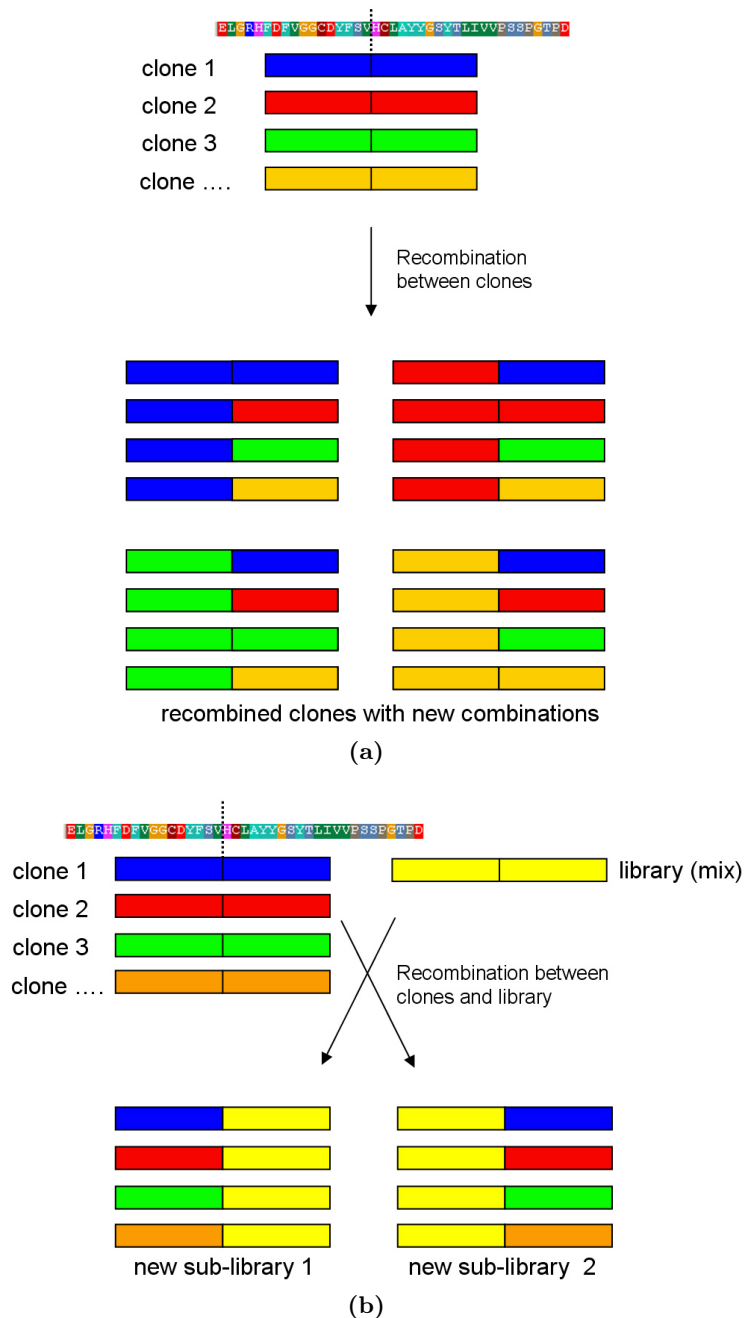 ELGRHFDFVGGCDYFSVHCLAYYGSYTLIVVPSSPGTPD
clone 1
clone 2
clone 3
clone ....
Recombination
between clones
recombined clones with new combinations
(a)
ELGRHFDFVGGCDYFSVHCLAYYGSYTLIVVPSSPGTPD
clone 1
library (mix)
clone 2
clone 3
clone ....
Recombination between
clones and library
new sub-library 1
new sub-library 2
(b)